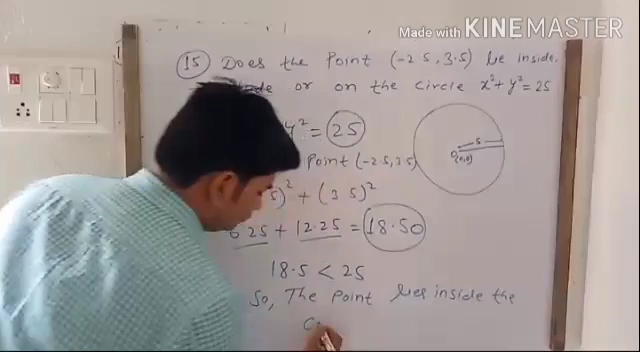 Made with KINEMASTER
15 Does the Point (-2.5, 3.5) lie inside,
or on the circle x² + y² = 25
y² = 25
Point (-2.5, 3.5)
5)² + (3.5)²
6.25 + 12.25 = 18.50
18.5 < 25
So, The Point lies inside the
Ci
5
O(0,0)